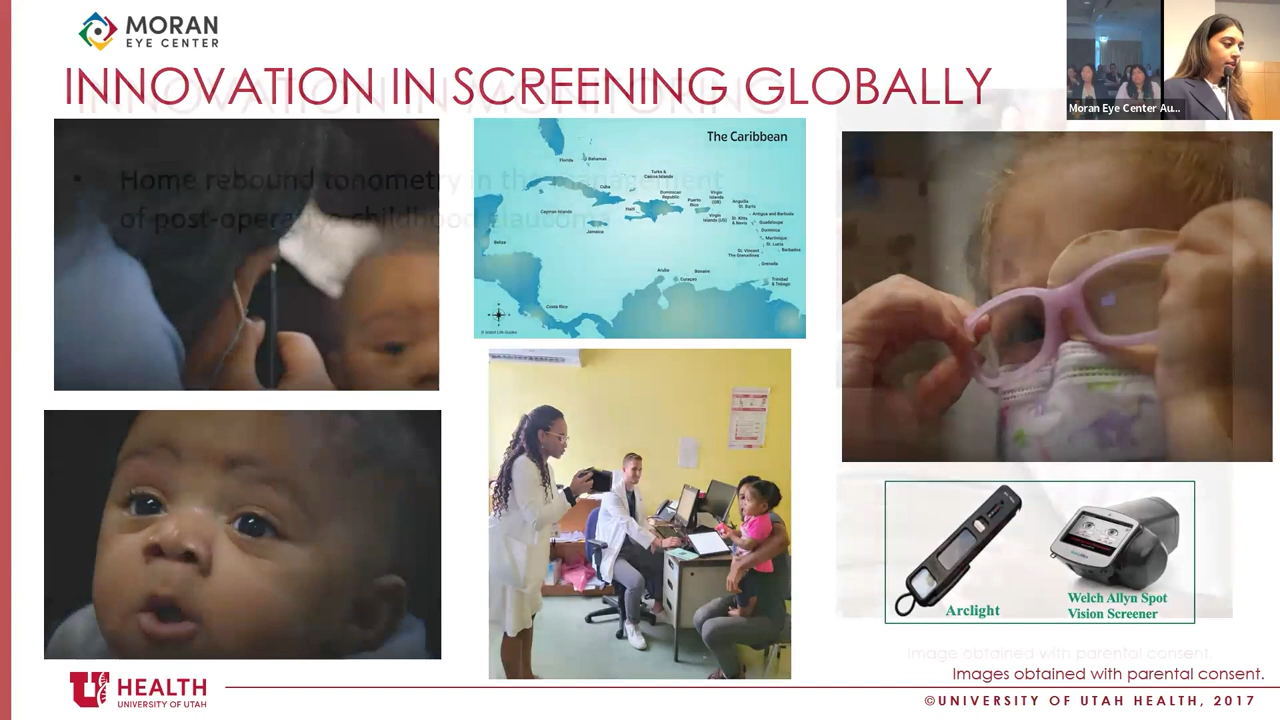 MORAN
EYE CENTER
INNOVATION IN SCREENING GLOBALLY
INNOVATION IN MONITORING
Moran Eye Center Au...
Home rebound tonometry in the management
of post-operative childhood glaucoma
The Caribbean
Florida
Bahamas
Turks &
Caicos Islands
Cuba
Dominican
Republic
Puerto
Rico
Virgin
Islands
(UK)
Anguilla
St. Barts
Cayman Islands
Haiti
Jamaica
Virgin
Islands (US)
St. Kitts
& Nevis
Antigua and Barbuda
Guadeloupe
Dominica
Martinique
St. Lucia
Belize
St. Vincent
The Grenadines
Barbados
Grenada
Aruba
Curaçao
Bonaire
Trinidad
& Tobago
Costa Rica
Arclight
Welch Allyn Spot
Vision Screener
Image obtained with parental consent.
Images obtained with parental consent.
HEALTH
UNIVERSITY OF UTAH
©UNIVERSITY OF UTAH HEALTH, 2017